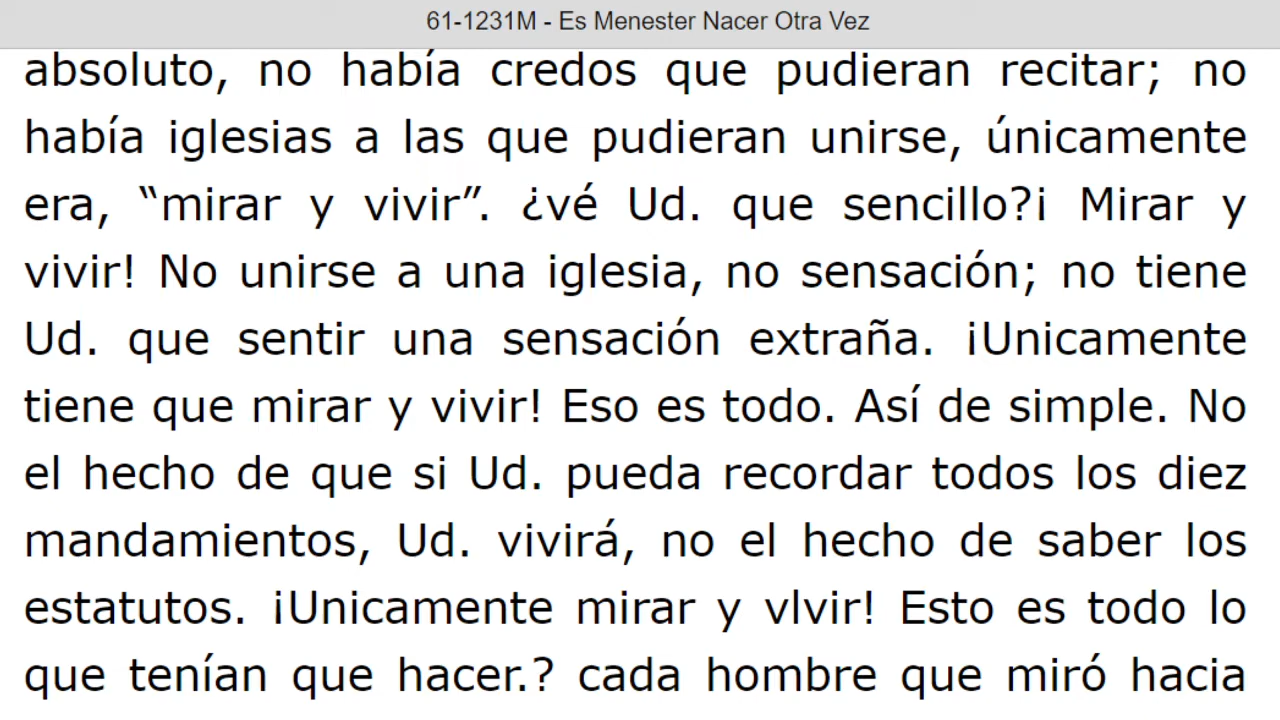 61-1231M - Es Menester Nacer Otra Vez
absoluto, no había credos que pudieran recitar; no
había iglesias a las que pudieran unirse, únicamente
era, “mirar y vivir”. ¿vé Ud. que sencillo?¡ Mirar y
vivir! No unirse a una iglesia, no sensación; no tiene
Ud. que sentir una sensación extraña. ¡Unicamente
tiene que mirar y vivir! Eso es todo. Así de simple. No
el hecho de que si Ud. pueda recordar todos los diez
mandamientos, Ud. vivirá, no el hecho de saber los
estatutos. ¡Unicamente mirar y vlvir! Esto es todo lo
que tenían que hacer.? cada hombre que miró hacia